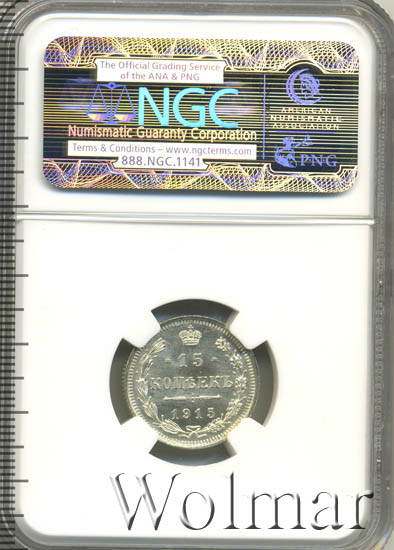 The Official Grading Service
of the ANA & PNG
NGC
Numismatic Guaranty Corporation
Terms & Conditions – www.ngcterms.com
888.NGC.1141
AMERICAN
NUMISMATIC
ASSOCIATION
PNG
15
КОПѢЕКЪ
1915
Wolmar